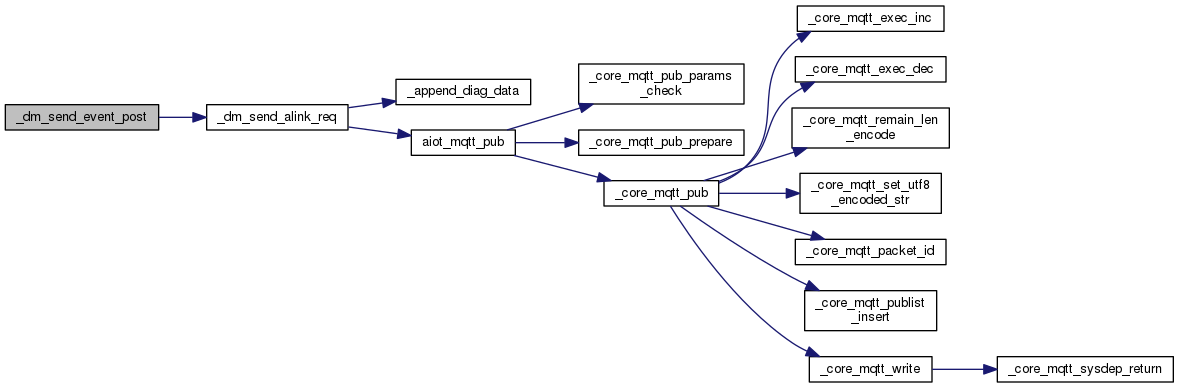 _dm_send_event_post
_dm_send_alink_req
_append_diag_data
aiot_mqtt_pub
_core_mqtt_pub_params
_check
_core_mqtt_pub_prepare
_core_mqtt_pub
_core_mqtt_exec_inc
_core_mqtt_exec_dec
_core_mqtt_remain_len
_encode
_core_mqtt_set_utf8
_encoded_str
_core_mqtt_packet_id
_core_mqtt_publist
_insert
_core_mqtt_write
_core_mqtt_sysdep_return